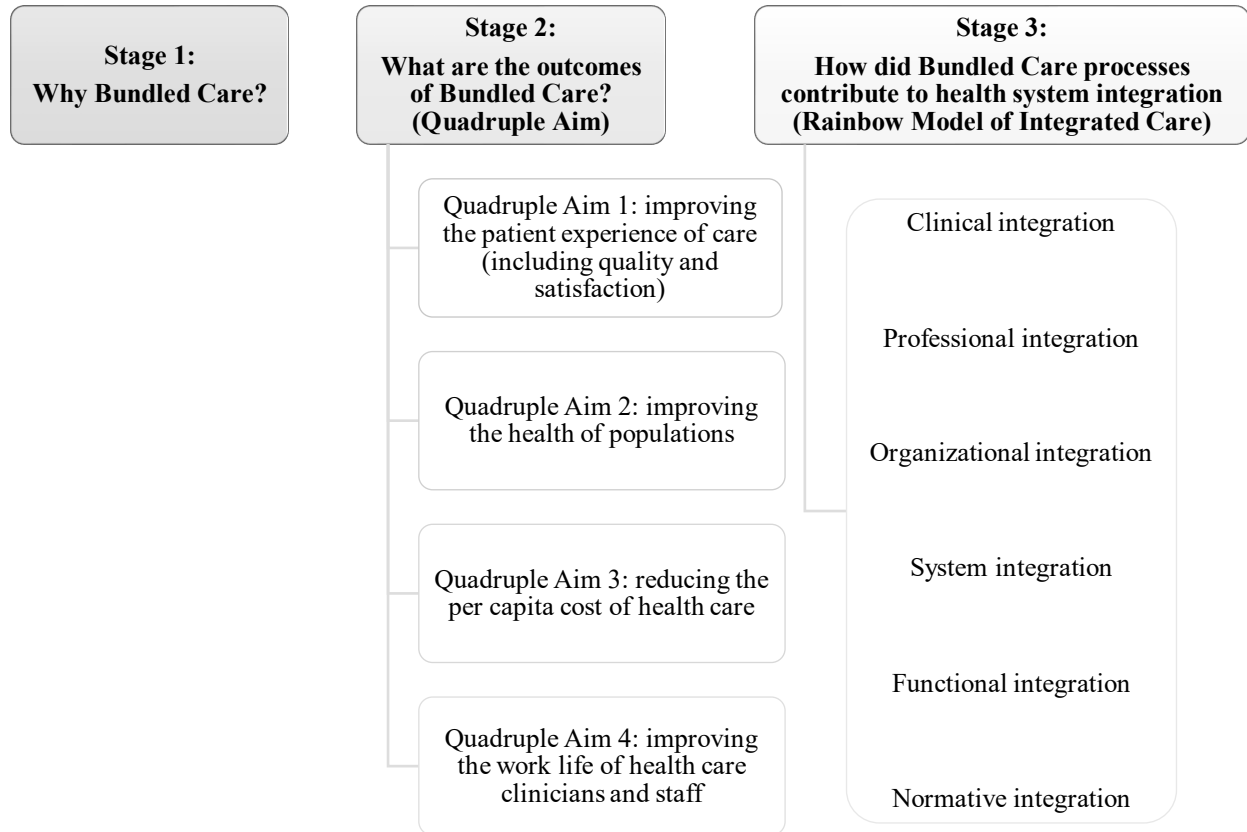 Stage 1:
Why Bundled Care?
Stage 2:
What are the outcomes
of Bundled Care?
(Quadruple Aim)
Quadruple Aim 1: improving
the patient experience of care
(including quality and
satisfaction)
Quadruple Aim 2: improving
the health of populations
Quadruple Aim 3: reducing the
per capita cost of health care
Quadruple Aim 4: improving
the work life of health care
clinicians and staff
Stage 3:
How did Bundled Care processes
contribute to health system integration
(Rainbow Model of Integrated Care)
Clinical integration
Professional integration
Organizational integration
System integration
Functional integration
Normative integration